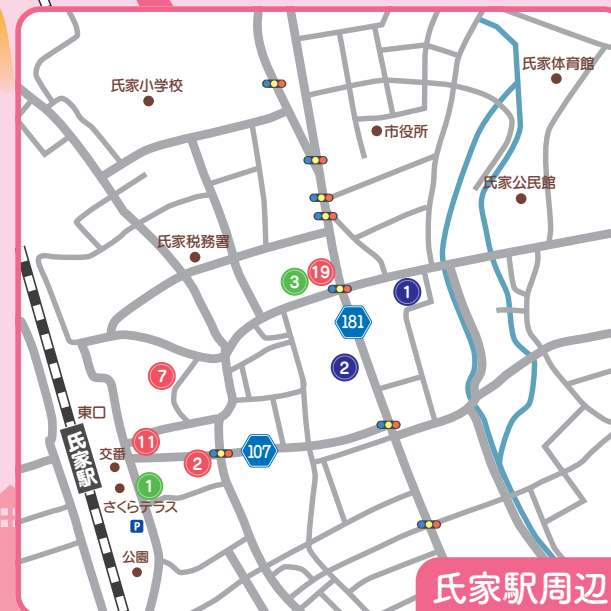 氏家体育館
氏家小学校
市役所
氏家公民館
氏家税務署
3
19
1
181
2
7
東口
11
107
氏家駅
交番
2
1
さくらテラス
P
公園
氏家駅周辺